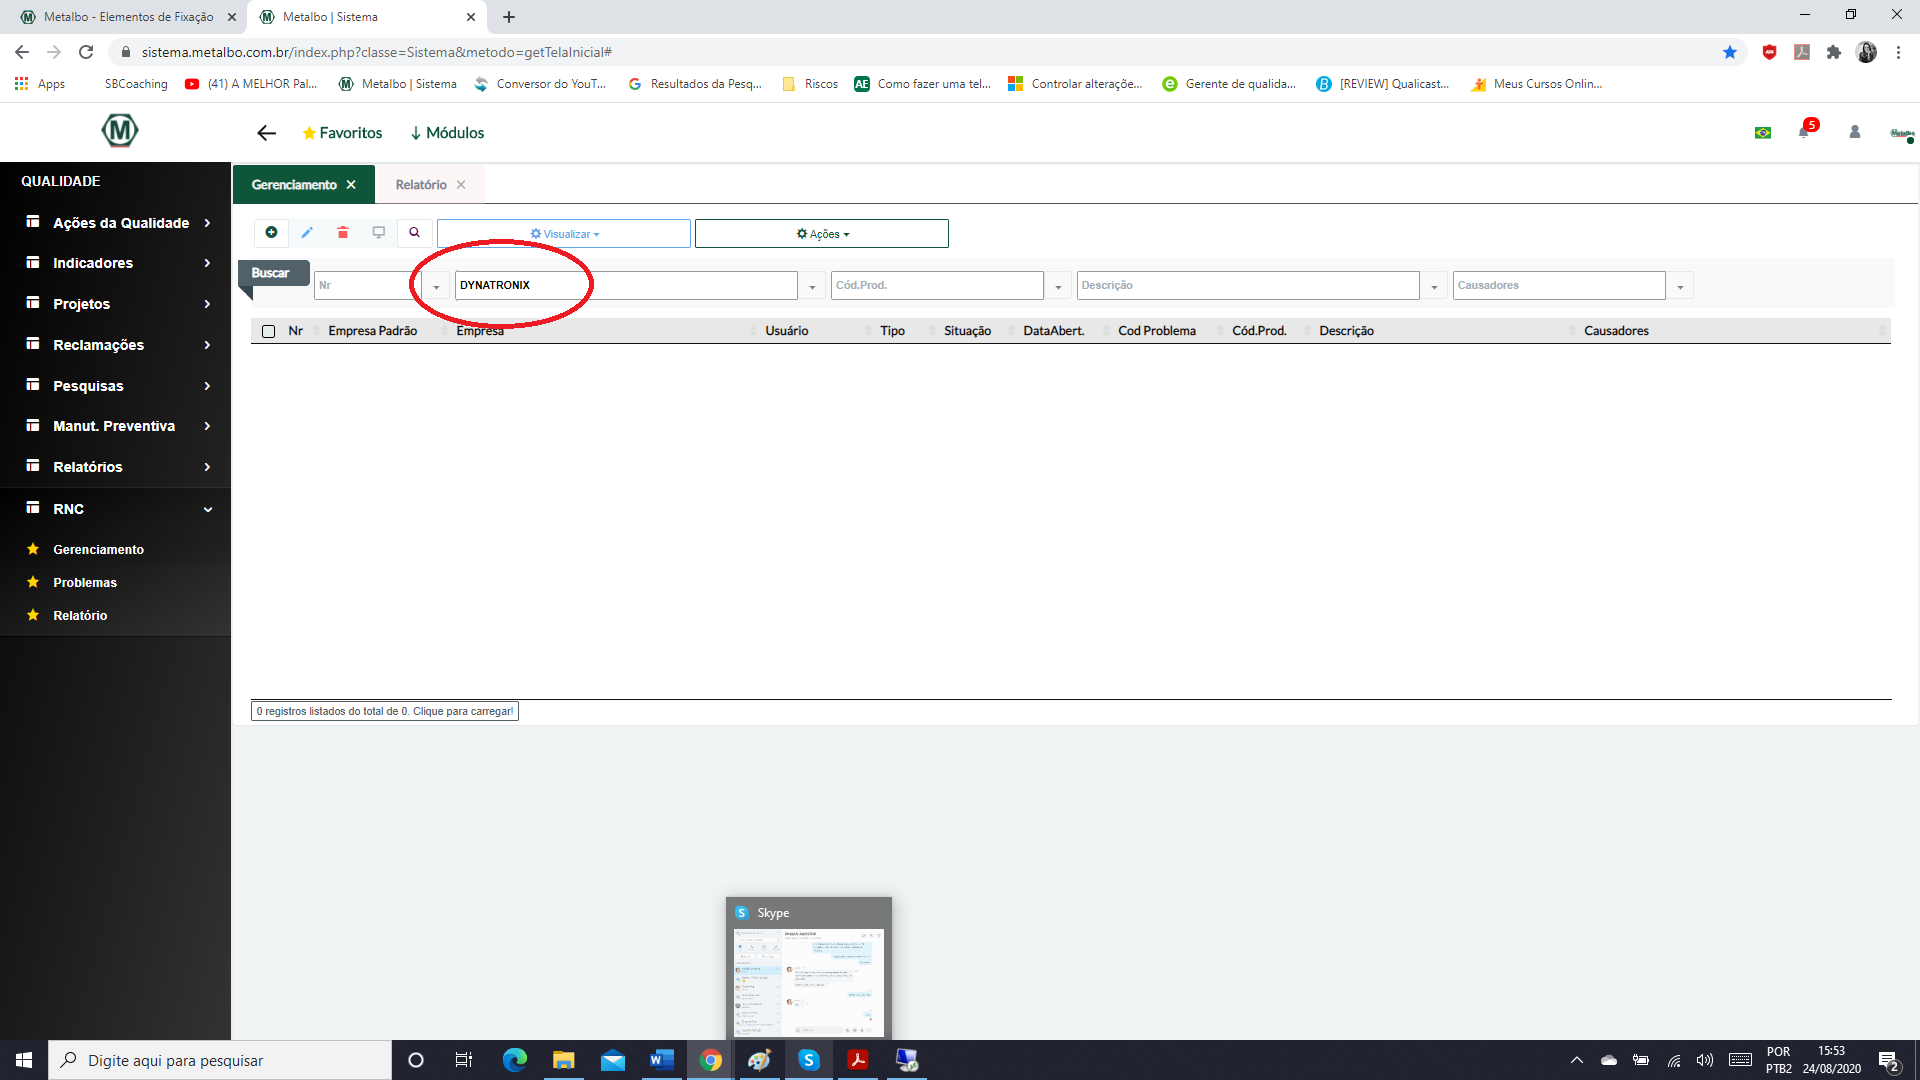 Metalbo - Elementos de Fixação
Metalbo | Sistema
sistema.metalbo.com.br/index.php?classe=Sistema&metodo=getTelaInicial#
Apps
SBCoaching
(41) A MELHOR Pal...
Metalbo | Sistema
Conversor do YouT...
Resultados da Pesq...
Riscos
AE Como fazer uma tel...
Controlar alteraçõe...
Gerente de qualida...
[REVIEW] Qualicast...
Meus Cursos Onlin...
M
Favoritos
Módulos
5
Metalbo
QUALIDADE
Ações da Qualidade
Indicadores
Projetos
Reclamações
Pesquisas
Manut. Preventiva
Relatórios
RNC
Gerenciamento
Problemas
Relatório
Gerenciamento
Relatório
Visualizar
Ações
Buscar
Nr
DYNATRONIX
Cód.Prod.
Descrição
Causadores
Nr Empresa Padrão Empresa Usuário Tipo Situação DataAbert. Cod Problema Cód.Prod. Descrição Causadores
0 registros listados do total de 0. Clique para carregar!
Skype
Digite aqui para pesquisar
POR
PTB2
15:53
24/08/2020
2